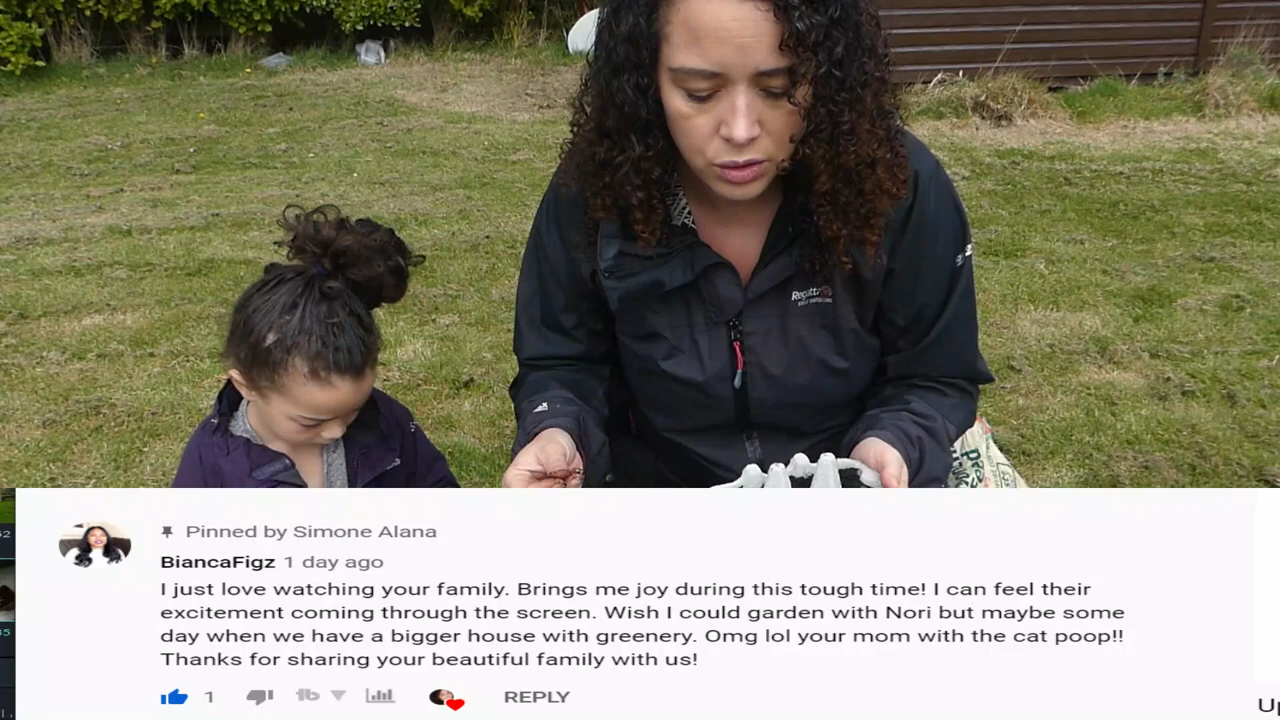 Regatta
Pinned by Simone Alana
BiancaFigz 1 day ago
I just love watching your family. Brings me joy during this tough time! I can feel their
excitement coming through the screen. Wish I could garden with Nori but maybe some
day when we have a bigger house with greenery. Omg lol your mom with the cat poop!!
Thanks for sharing your beautiful family with us!
1
REPLY